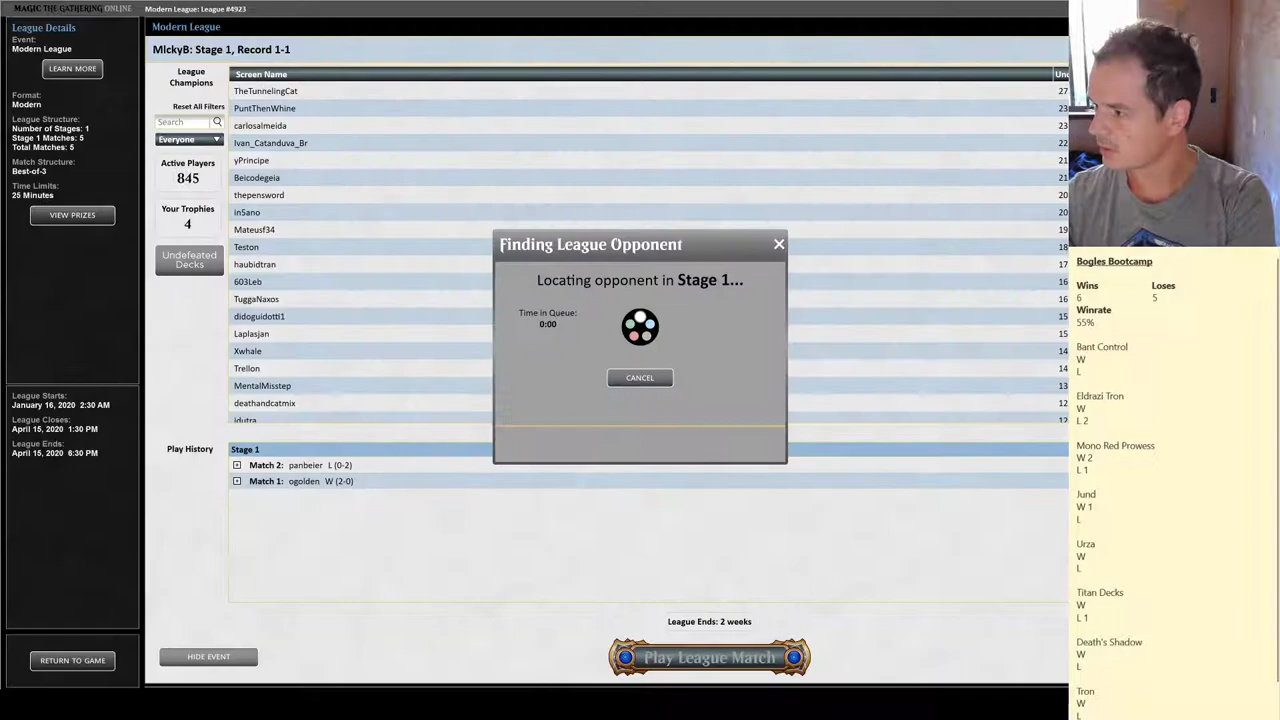 MAGIC THE GATHERING ONLINE
Modern League: League #4923
League Details
Event:
Modern League
LEARN MORE
Format:
Modern
League Structure:
Number of Stages: 1
Stage 1 Matches: 5
Total Matches: 5
Match Structure:
Best-of-3
Time Limits:
25 Minutes
VIEW PRIZES
League Starts:
January 16, 2020 2:30 AM
League Closes:
April 15, 2020 1:30 PM
League Ends:
April 15, 2020 6:30 PM
RETURN TO GAME
Modern League
MlckyB: Stage 1, Record 1-1
League Champions
Reset All Filters
Search
Everyone
Active Players
845
Your Trophies
4
Undefeated Decks
Screen Name
Und
TheTunnelingCat
27
PuntThenWhine
23
carlosalmeida
23
Ivan_Catanduva_Br
22
yPrincipe
21
Beicodegeia
21
thepensword
20
in5ano
20
Mateusf34
19
Teston
18
haubidtran
17
603Leb
16
TuggaNaxos
16
didoguidotti1
15
Laplasjan
15
Xwhale
14
Trellon
14
MentalMisstep
13
deathandcatmix
12
idutra
12
Finding League Opponent
Locating opponent in Stage 1...
Time in Queue:
0:00
CANCEL
Play History
Stage 1
Match 2: panbeier L (0-2)
Match 1: ogolden W (2-0)
League Ends: 2 weeks
HIDE EVENT
Play League Match
Bogles Bootcamp
Wins Loses
6 5
Winrate
55%
Bant Control
W
L
Eldrazi Tron
W
L 2
Mono Red Prowess
W 2
L 1
Jund
W 1
L
Urza
W
L
Titan Decks
W
L 1
Death's Shadow
W
L
Tron
W
L